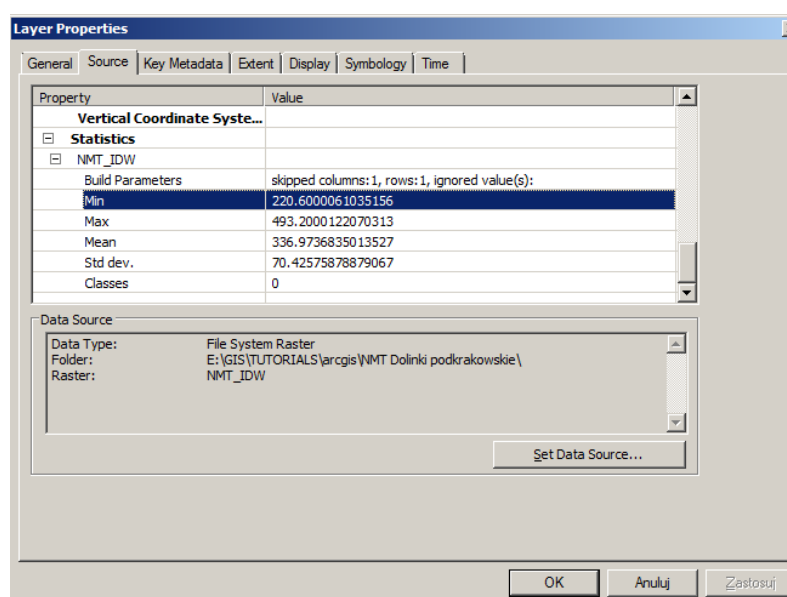 Layer Properties
General Source Key Metadata Extent Display Symbology Time
Property Value
Vertical Coordinate Syste...
Statistics
NMT_IDW
Build Parameters skipped columns:1, rows:1, ignored value(s):
Min 220.6000061035156
Max 493.2000122070313
Mean 336.9736835013527
Std dev. 70.42575878879067
Classes 0
Data Source
Data Type: File System Raster
Folder: E:\GIS\TUTORIALS\arcgis\NMT Dolinki podkrakowskie\
Raster: NMT_IDW
Set Data Source...
OK Anuluj Zastosuj